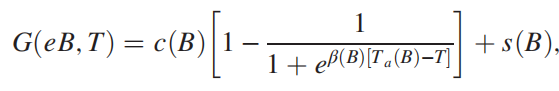 G(eB, T) = c(B) [ 1 − 1 / (1 + e^{β(B)[T_a(B)−T]}) ] + s(B),